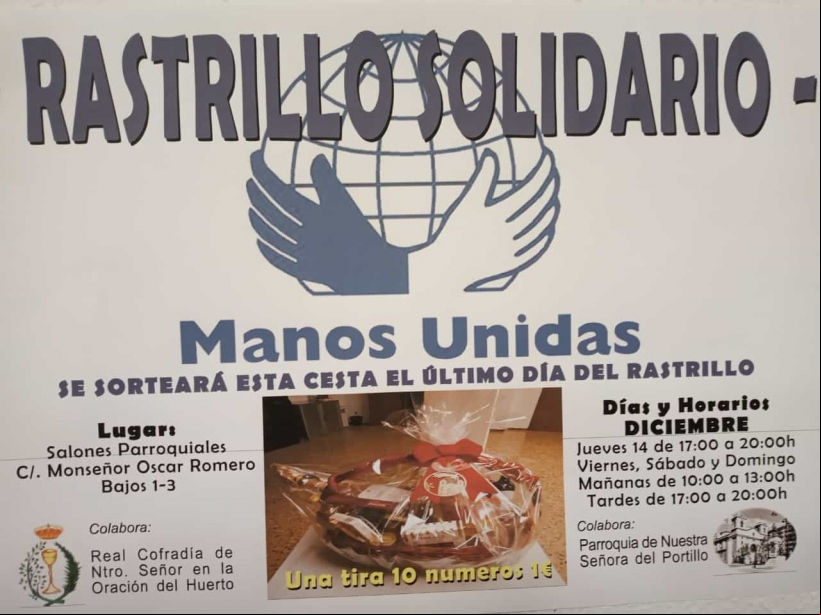 RASTRILLO SOLIDARIO -
Manos Unidas
SE SORTEARÁ ESTA CESTA EL ÚLTIMO DÍA DEL RASTRILLO
Lugar:
Salones Parroquiales
C/. Monseñor Oscar Romero
Bajos 1-3
Colabora:
Real Cofradía de
Ntro. Señor en la
Oración del Huerto
Una tira 10 numeros 1€
Días y Horarios
DICIEMBRE
Jueves 14 de 17:00 a 20:00h
Viernes, Sábado y Domingo
Mañanas de 10:00 a 13:00h
Tardes de 17:00 a 20:00h
Colabora:
Parroquia de Nuestra
Señora del Portillo